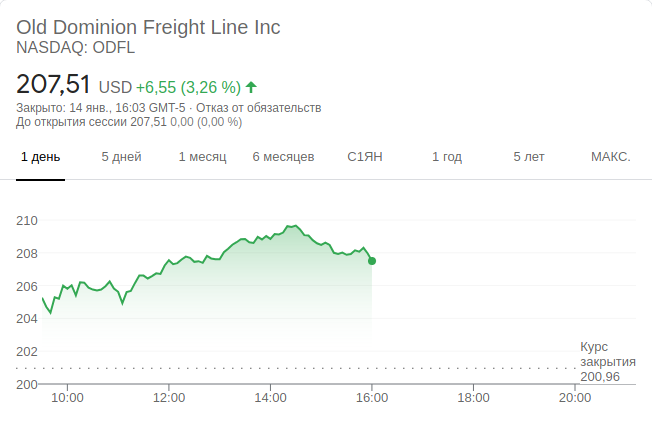 Old Dominion Freight Line Inc
NASDAQ: ODFL
207,51 USD +6,55 (3,26 %)
Закрыто: 14 янв., 16:03 GMT-5 · Отказ от обязательств
До открытия сессии 207,51 0,00 (0,00 %)
1 день 5 дней 1 месяц 6 месяцев С1ЯН 1 год 5 лет МАКС.
210
208
206
204
202
Курс
закрытия
200,96
200
10:00 12:00 14:00 16:00 18:00 20:00